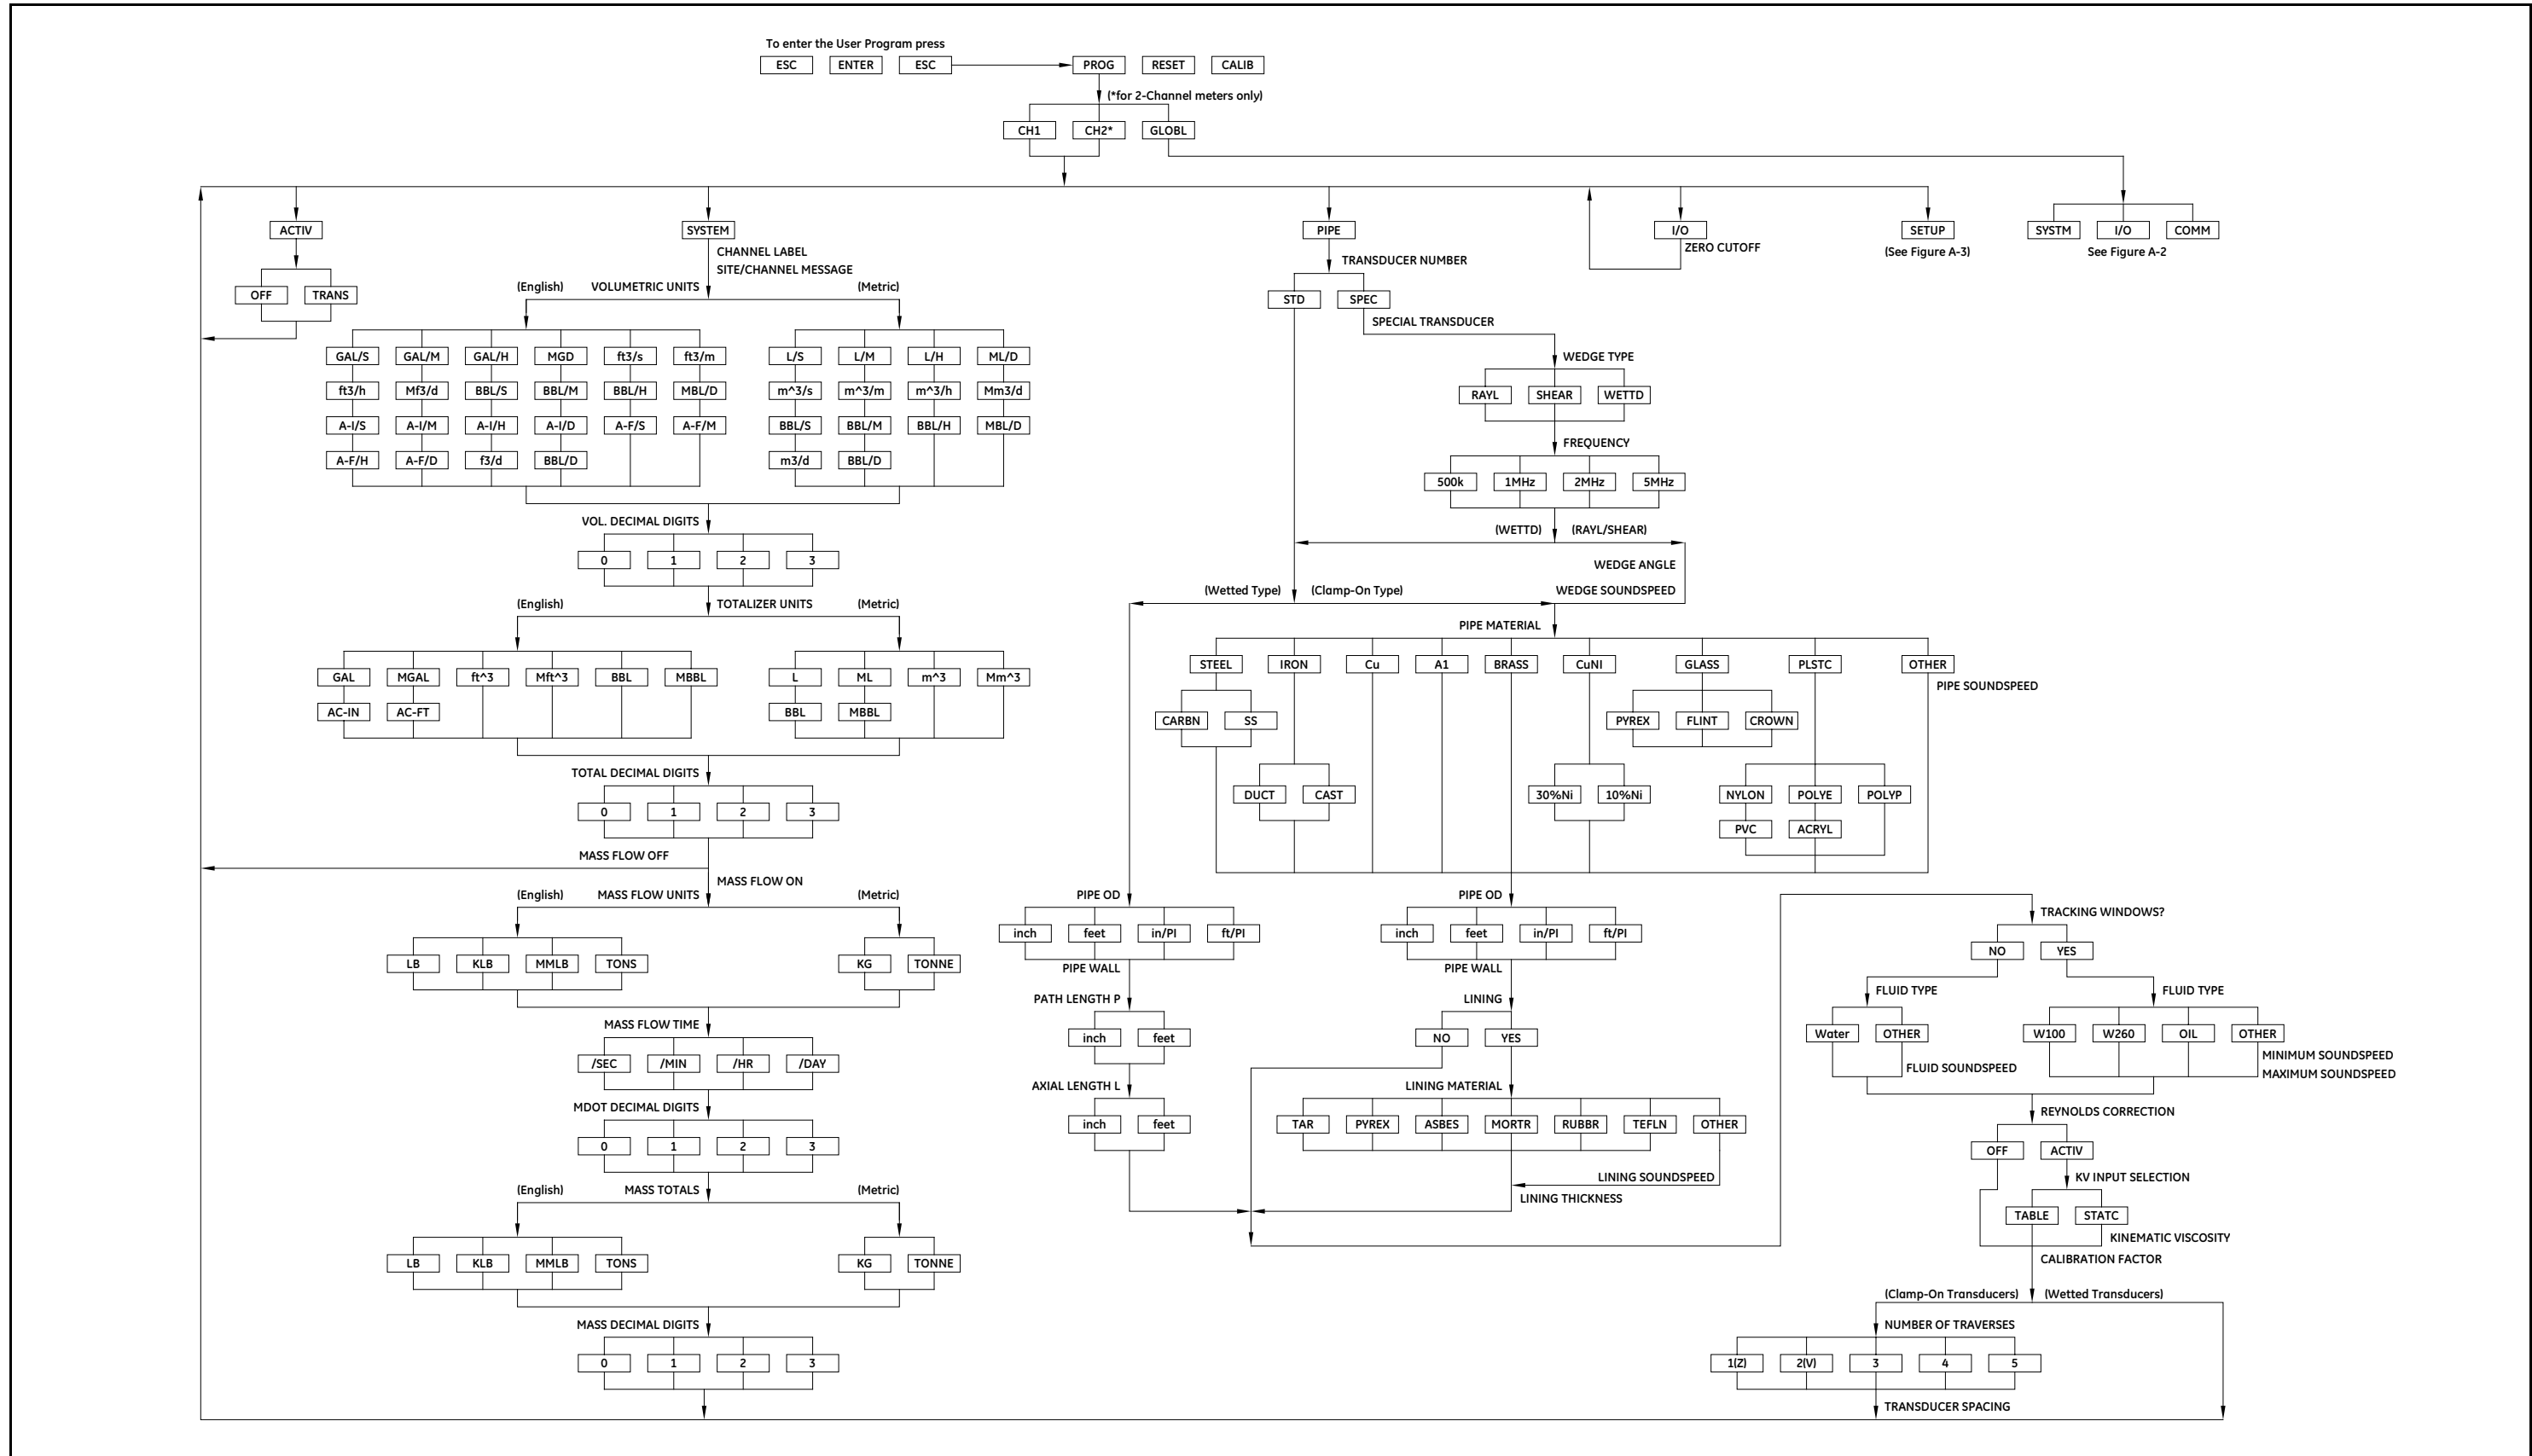 To enter the User Program press
ESC ENTER ESC PROG RESET CALIB
(*for 2-Channel meters only)
CH1 CH2* GLOBL
ACTIV
OFF TRANS
SYSTEM
CHANNEL LABEL
SITE/CHANNEL MESSAGE
(English) VOLUMETRIC UNITS (Metric)
GAL/S GAL/M GAL/H MGD ft3/s ft3/m L/S L/M L/H ML/D
ft3/h Mf3/d BBL/S BBL/M BBL/H MBL/D m^3/s m^3/m m^3/h Mm3/d
A-I/S A-I/M A-I/H A-I/D A-F/S A-F/M BBL/S BBL/M BBL/H MBL/D
A-F/H A-F/D f3/d BBL/D m3/d BBL/D
VOL. DECIMAL DIGITS
0 1 2 3
(English) TOTALIZER UNITS (Metric)
GAL MGAL ft^3 Mft^3 BBL MBBL L ML m^3 Mm^3
AC-IN AC-FT BBL MBBL
TOTAL DECIMAL DIGITS
0 1 2 3
MASS FLOW OFF
MASS FLOW ON
(English) MASS FLOW UNITS (Metric)
LB KLB MMLB TONS KG TONNE
MASS FLOW TIME
/SEC /MIN /HR /DAY
MDOT DECIMAL DIGITS
0 1 2 3
(English) MASS TOTALS (Metric)
LB KLB MMLB TONS KG TONNE
MASS DECIMAL DIGITS
0 1 2 3
PIPE
TRANSDUCER NUMBER
STD SPEC
SPECIAL TRANSDUCER
WEDGE TYPE
RAYL SHEAR WETTD
FREQUENCY
500k 1MHz 2MHz 5MHz
(WETTD) (RAYL/SHEAR)
WEDGE ANGLE
(Wetted Type) (Clamp-On Type) WEDGE SOUNDSPEED
PIPE MATERIAL
STEEL IRON Cu A1 BRASS CuNI GLASS PLSTC OTHER
PIPE SOUNDSPEED
CARBN SS PYREX FLINT CROWN
DUCT CAST 30%Ni 10%Ni NYLON POLYE POLYP
PVC ACRYL
PIPE OD
inch feet in/PI ft/PI
PIPE WALL
PATH LENGTH P
inch feet
AXIAL LENGTH L
inch feet
PIPE OD
inch feet in/PI ft/PI
PIPE WALL
LINING
NO YES
LINING MATERIAL
TAR PYREX ASBES MORTR RUBBR TEFLN OTHER
LINING SOUNDSPEED
LINING THICKNESS
I/O
ZERO CUTOFF
SETUP
(See Figure A-3)
SYSTM I/O COMM
See Figure A-2
TRACKING WINDOWS?
NO YES
FLUID TYPE FLUID TYPE
Water OTHER W100 W260 OIL OTHER
MINIMUM SOUNDSPEED
FLUID SOUNDSPEED MAXIMUM SOUNDSPEED
REYNOLDS CORRECTION
OFF ACTIV
KV INPUT SELECTION
TABLE STATC
KINEMATIC VISCOSITY
CALIBRATION FACTOR
(Clamp-On Transducers) (Wetted Transducers)
NUMBER OF TRAVERSES
1(Z) 2(V) 3 4 5
TRANSDUCER SPACING